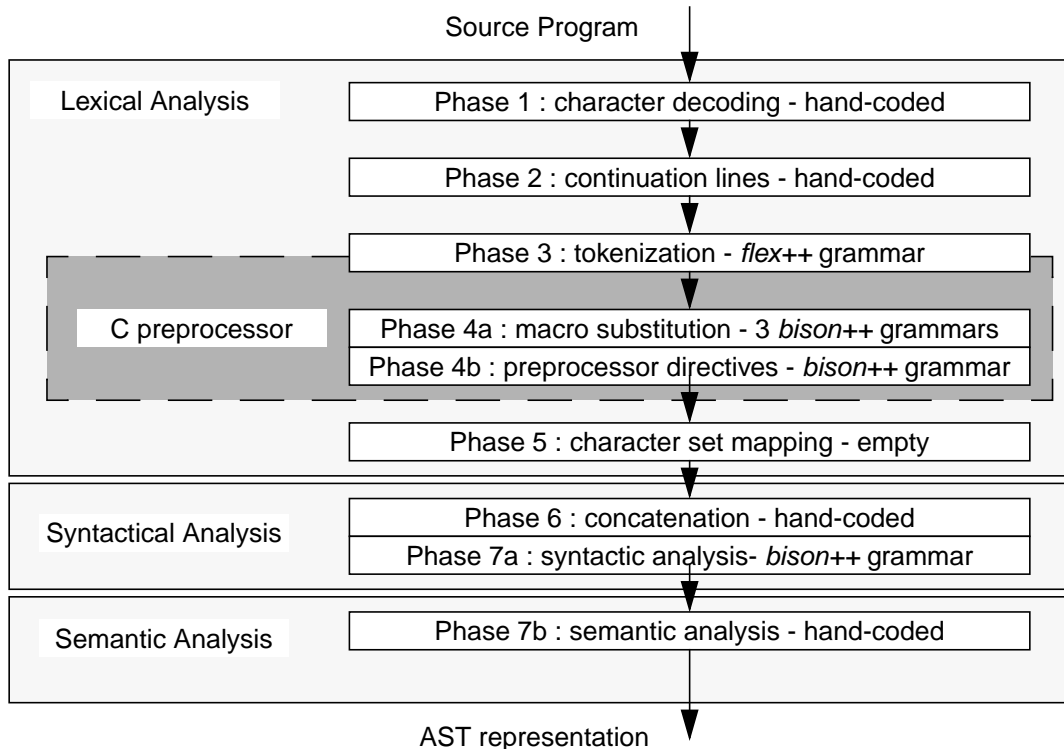 Source Program
Lexical Analysis
Phase 1 : character decoding - hand-coded
Phase 2 : continuation lines - hand-coded
Phase 3 : tokenization - flex++ grammar
C preprocessor
Phase 4a : macro substitution - 3 bison++ grammars
Phase 4b : preprocessor directives - bison++ grammar
Phase 5 : character set mapping - empty
Syntactical Analysis
Phase 6 : concatenation - hand-coded
Phase 7a : syntactic analysis- bison++ grammar
Semantic Analysis
Phase 7b : semantic analysis - hand-coded
AST representation